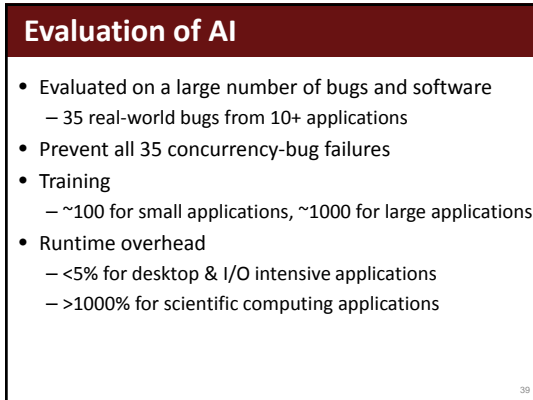 Evaluation of AI
• Evaluated on a large number of bugs and software
– 35 real-world bugs from 10+ applications
• Prevent all 35 concurrency-bug failures
• Training
– ~100 for small applications, ~1000 for large applications
• Runtime overhead
– <5% for desktop & I/O intensive applications
– >1000% for scientific computing applications
39